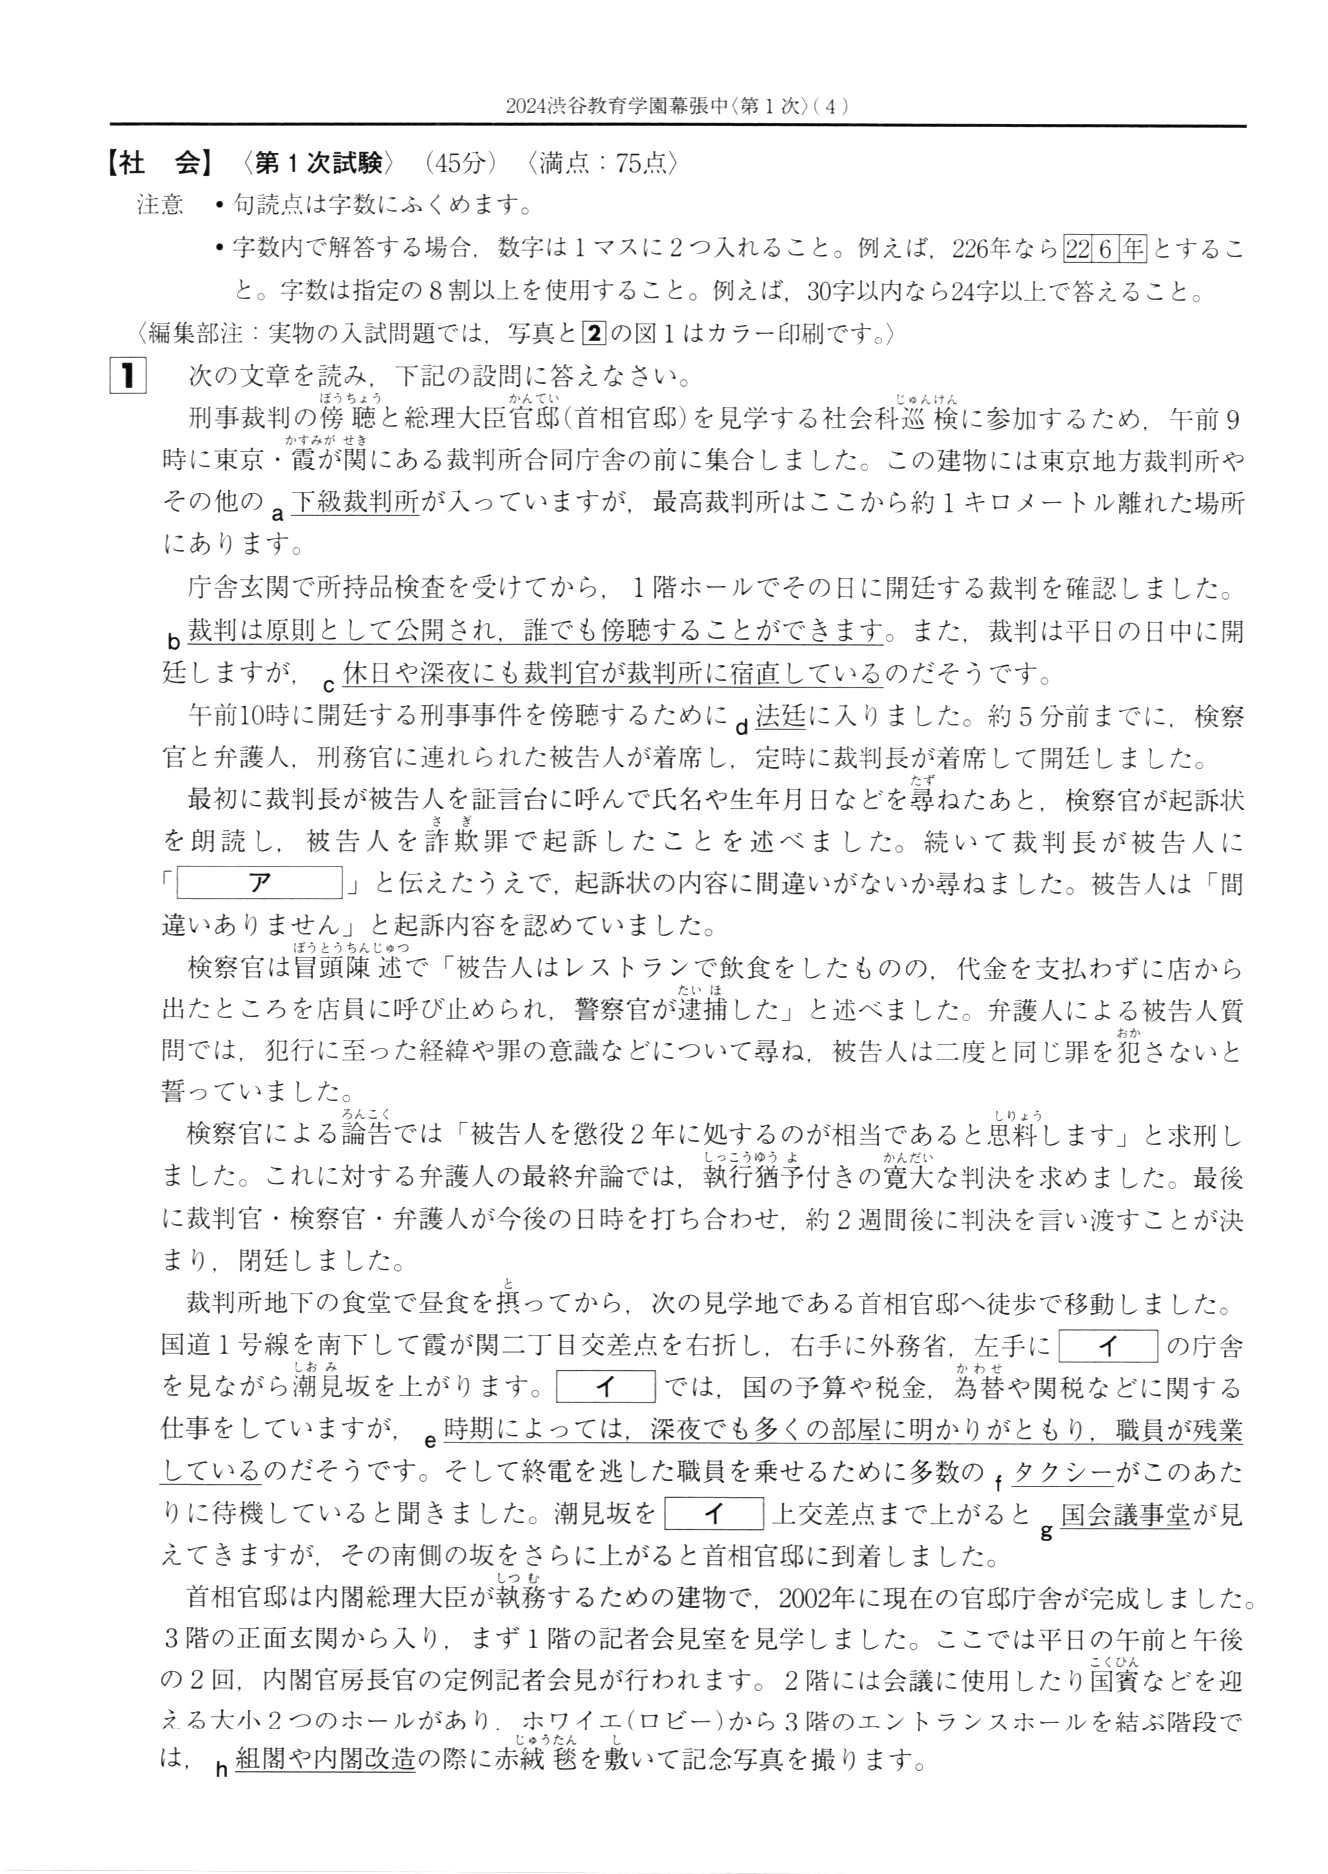 2024渋谷教育学園幕張中〈第1次〉(4)
【社 会】〈第1次試験〉(45分)〈満点：75点〉
注意 ・句読点は字数にふくめます。
・字数内で解答する場合，数字は1マスに2つ入れること。例えば，226年なら22 6 年とするこ
と。字数は指定の8割以上を使用すること。例えば，30字以内なら24字以上で答えること。
〈編集部注：実物の入試問題では，写真と2の図1はカラー印刷です。〉
1 次の文章を読み，下記の設問に答えなさい。
刑事裁判の傍聴と総理大臣官邸(首相官邸)を見学する社会科巡検に参加するため，午前9
時に東京・霞が関にある裁判所合同庁舎の前に集合しました。この建物には東京地方裁判所や
その他の a 下級裁判所が入っていますが，最高裁判所はここから約1キロメートル離れた場所
にあります。
庁舎玄関で所持品検査を受けてから，1階ホールでその日に開廷する裁判を確認しました。
b 裁判は原則として公開され，誰でも傍聴することができます。また，裁判は平日の日中に開
廷しますが， c 休日や深夜にも裁判官が裁判所に宿直しているのだそうです。
午前10時に開廷する刑事事件を傍聴するために d 法廷に入りました。約5分前までに，検察
官と弁護人，刑務官に連れられた被告人が着席し，定時に裁判長が着席して開廷しました。
最初に裁判長が被告人を証言台に呼んで氏名や生年月日などを尋ねたあと，検察官が起訴状
を朗読し，被告人を詐欺罪で起訴したことを述べました。続いて裁判長が被告人に
「 ア 」と伝えたうえで，起訴状の内容に間違いがないか尋ねました。被告人は「間
違いありません」と起訴内容を認めていました。
検察官は冒頭陳述で「被告人はレストランで飲食をしたものの，代金を支払わずに店から
出たところを店員に呼び止められ，警察官が逮捕した」と述べました。弁護人による被告人質
問では，犯行に至った経緯や罪の意識などについて尋ね，被告人は二度と同じ罪を犯さないと
誓っていました。
検察官による論告では「被告人を懲役2年に処するのが相当であると思料します」と求刑し
ました。これに対する弁護人の最終弁論では，執行猶予付きの寛大な判決を求めました。最後
に裁判官・検察官・弁護人が今後の日時を打ち合わせ，約2週間後に判決を言い渡すことが決
まり，閉廷しました。
裁判所地下の食堂で昼食を摂ってから，次の見学地である首相官邸へ徒歩で移動しました。
国道1号線を南下して霞が関二丁目交差点を右折し，右手に外務省，左手に イ の庁舎
を見ながら潮見坂を上がります。 イ では，国の予算や税金，為替や関税などに関する
仕事をしていますが， e 時期によっては，深夜でも多くの部屋に明かりがともり，職員が残業
しているのだそうです。そして終電を逃した職員を乗せるために多数の f タクシーがこのあた
りに待機していると聞きました。潮見坂を イ 上交差点まで上がると g 国会議事堂が見
えてきますが，その南側の坂をさらに上がると首相官邸に到着しました。
首相官邸は内閣総理大臣が執務するための建物で，2002年に現在の官邸庁舎が完成しました。
3階の正面玄関から入り，まず1階の記者会見室を見学しました。ここでは平日の午前と午後
の2回，内閣官房長官の定例記者会見が行われます。2階には会議に使用したり国賓などを迎
える大小2つのホールがあり，ホワイエ(ロビー)から3階のエントランスホールを結ぶ階段で
は， h 組閣や内閣改造の際に赤絨毯を敷いて記念写真を撮ります。